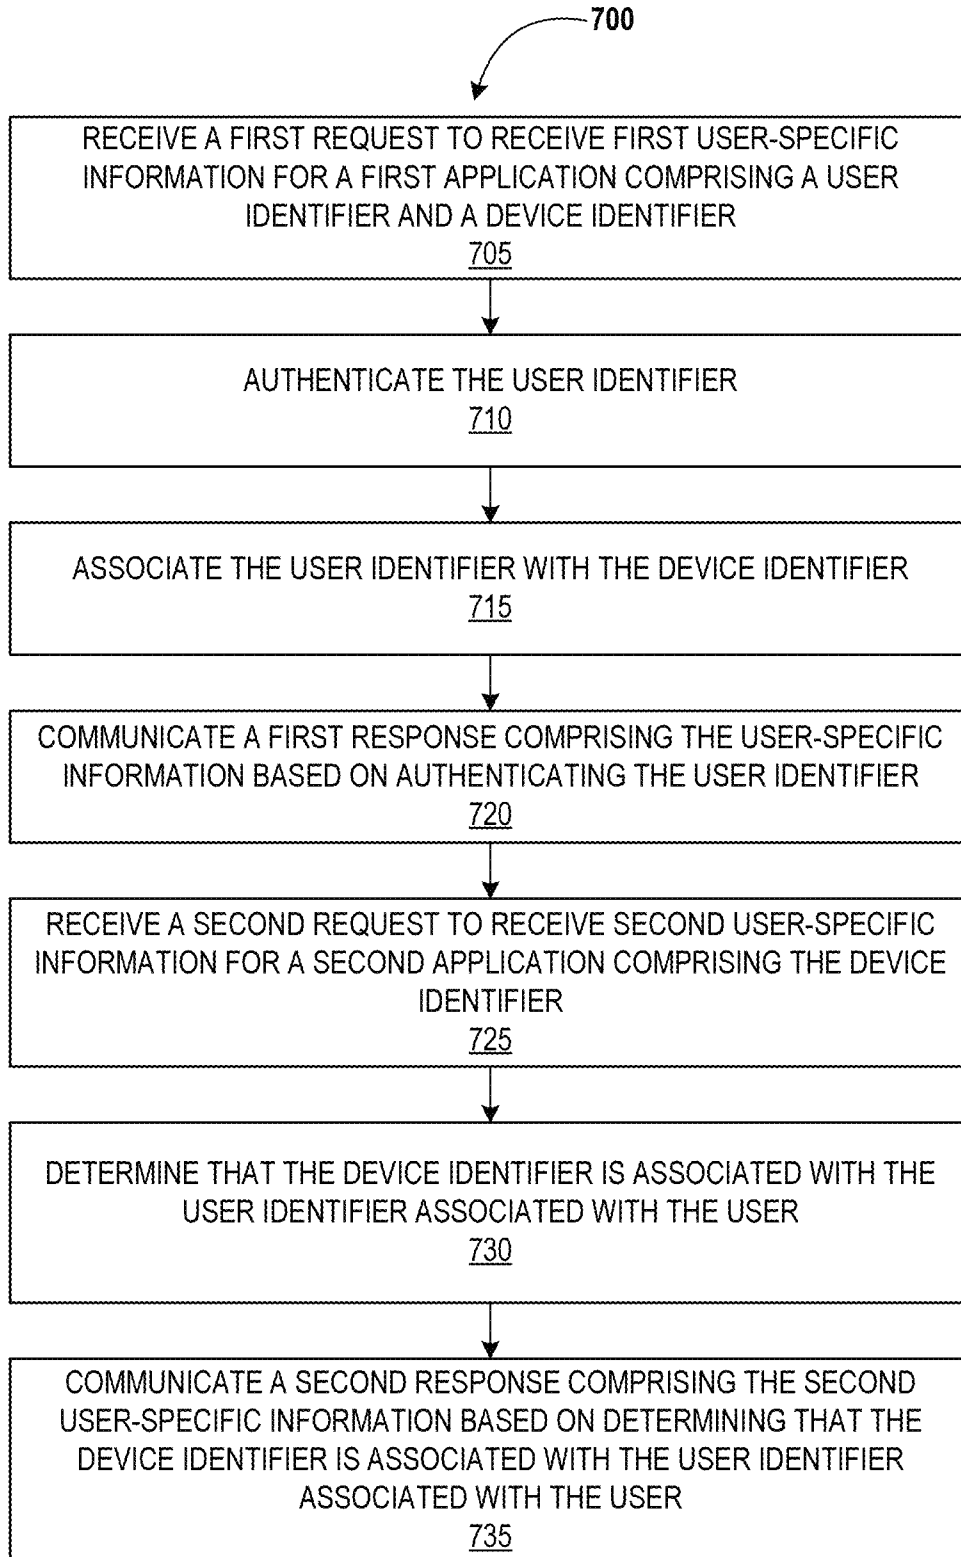 700
RECEIVE A FIRST REQUEST TO RECEIVE FIRST USER-SPECIFIC
INFORMATION FOR A FIRST APPLICATION COMPRISING A USER
IDENTIFIER AND A DEVICE IDENTIFIER
705
AUTHENTICATE THE USER IDENTIFIER
710
ASSOCIATE THE USER IDENTIFIER WITH THE DEVICE IDENTIFIER
715
COMMUNICATE A FIRST RESPONSE COMPRISING THE USER-SPECIFIC
INFORMATION BASED ON AUTHENTICATING THE USER IDENTIFIER
720
RECEIVE A SECOND REQUEST TO RECEIVE SECOND USER-SPECIFIC
INFORMATION FOR A SECOND APPLICATION COMPRISING THE DEVICE
IDENTIFIER
725
DETERMINE THAT THE DEVICE IDENTIFIER IS ASSOCIATED WITH THE
USER IDENTIFIER ASSOCIATED WITH THE USER
730
COMMUNICATE A SECOND RESPONSE COMPRISING THE SECOND
USER-SPECIFIC INFORMATION BASED ON DETERMINING THAT THE
DEVICE IDENTIFIER IS ASSOCIATED WITH THE USER IDENTIFIER
ASSOCIATED WITH THE USER
735